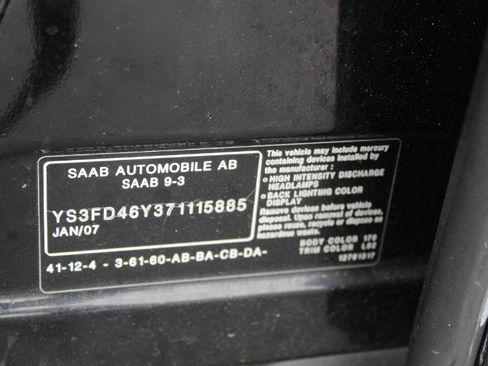 SAAB AUTOMOBILE AB
SAAB 9-3
YS3FD46Y371115885
JAN/07
41-12-4 - 3-61-60-AB-BA-CB-DA-
This vehicle may include mercury
containing devices installed by
the manufacturer:
HIGH INTENSITY DISCHARGE
HEADLAMPS
BACK LIGHTING COLOR
DISPLAY
Remove devices before vehicle
disposal. Upon removal of devices,
please reuse, recycle or dispose as
hazardous waste.
BODY COLOR 170
TRIM COLOR